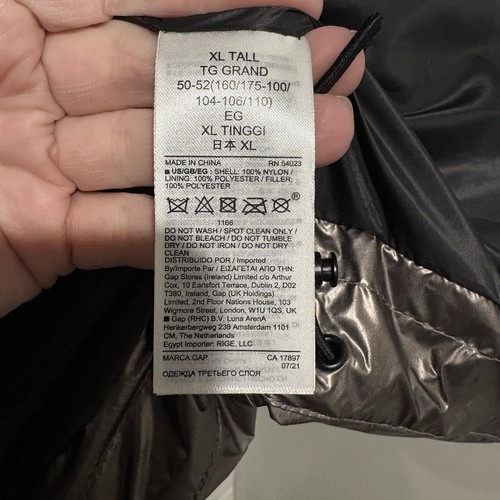 XL TALL
TG GRAND
50-52(160/175-100/
104-106/110)
EG
XL TINGGI
日本 XL
MADE IN CHINA RN 54023
■ US/GB/EG : SHELL: 100% NYLON /
LINING: 100% POLYESTER / FILLER:
100% POLYESTER
®
1166
DO NOT WASH / SPOT CLEAN ONLY /
DO NOT BLEACH / DO NOT TUMBLE
DRY / DO NOT IRON / DO NOT DRY
CLEAN
DISTRIBUIDO POR / Imported
By/Importe Par / ΕΙΣΑΓΕΤΑΙ ΑΠΟ ΤΗΝ:
Gap Stores (Ireland) Limited C/o Arthur
Cox, 10 Earlsfort Terrace, Dublin 2, D02
T380, Ireland, Gap (UK Holdings)
Limited, 2nd Floor Nations House, 103
Wigmore Street, London, W1U 1QS, UK
■ Gap (RHC) B.V. Luna ArenA
Herikerbergweg 238 Amsterdam 1101
CM, The Netherlands
Egypt Importer: RIGE, LLC
MARCA:GAP CA 17897
07/21
ОДЕЖДА ТРЕТЬЕГО СЛОЯ